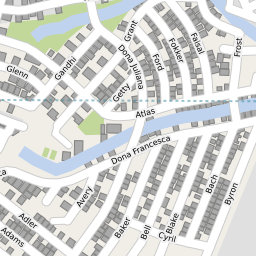 Grant
Faisal
Frost
Dona Juliana
Ford
Fokker
Glenn
Gandhi
Getty
Atlas
Dona Francesca
ca
Avery
Bach
Byron
Adler
Adams
Baker
Bell
Blake
Cyril